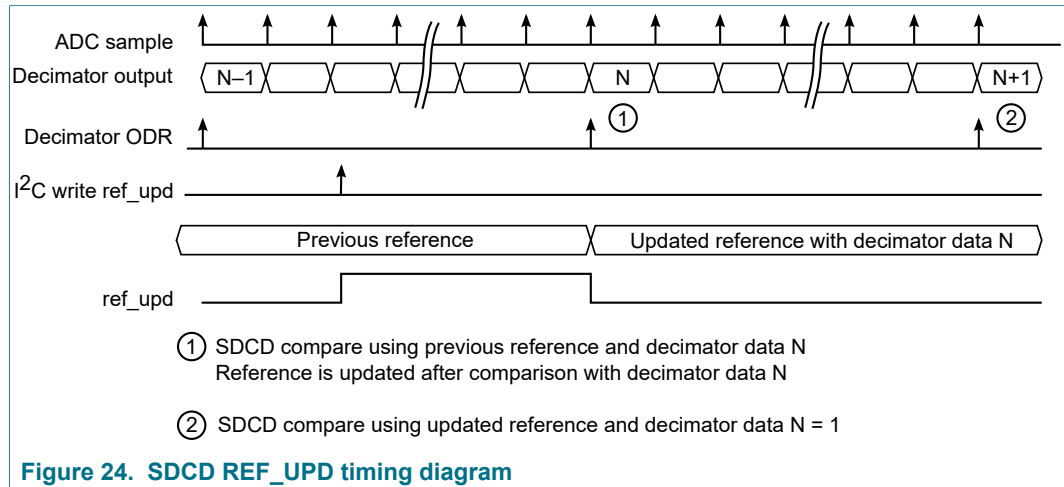 ADC sample
Decimator output
N–1
N
N+1
1
2
Decimator ODR
I2C write ref_upd
Previous reference
Updated reference with decimator data N
ref_upd
1 SDCD compare using previous reference and decimator data N
Reference is updated after comparison with decimator data N
2 SDCD compare using updated reference and decimator data N = 1
Figure 24. SDCD REF_UPD timing diagram